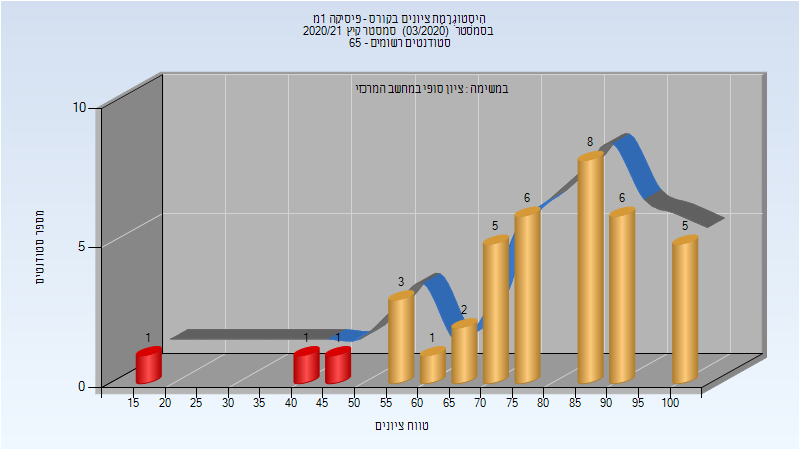 היסטוגרמת ציונים בקורס - פיסיקה 1מ
בסמסטר (03/2020) סמסטר קיץ 2020/21
סטודנטים רשומים - 65
במשימה : ציון סופי במחשב המרכזי
10
5
0
מספר סטודנטים
1
1
1
3
1
2
5
6
8
6
5
15 20 25 30 35 40 45 50 55 60 65 70 75 80 85 90 95 100
טווח ציונים